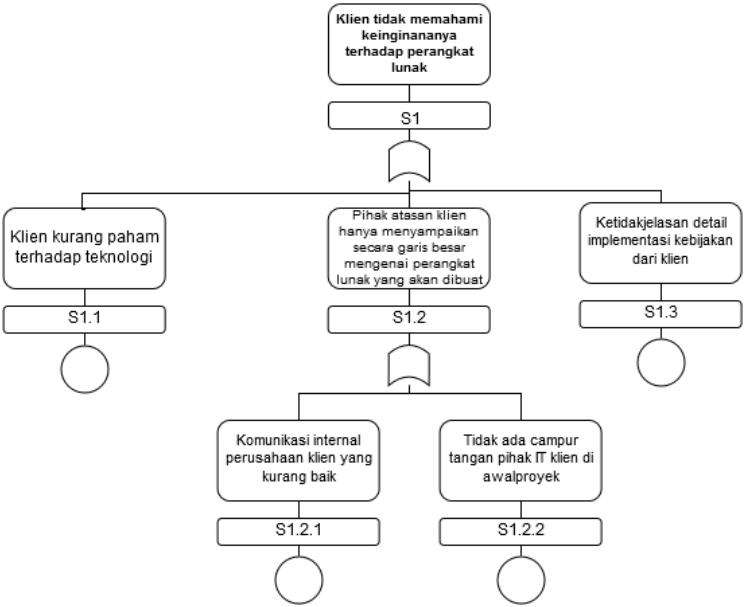 Klien tidak memahami
keinginananya
terhadap perangkat
lunak
S1
Klien kurang paham
terhadap teknologi
S1.1
Pihak atasan klien
hanya menyampaikan
secara garis besar
mengenai perangkat
lunak yang akan dibuat
S1.2
Ketidakjelasan detail
implementasi kebijakan
dari klien
S1.3
Komunikasi internal
perusahaan klien yang
kurang baik
S1.2.1
Tidak ada campur
tangan pihak IT klien di
awalproyek
S1.2.2